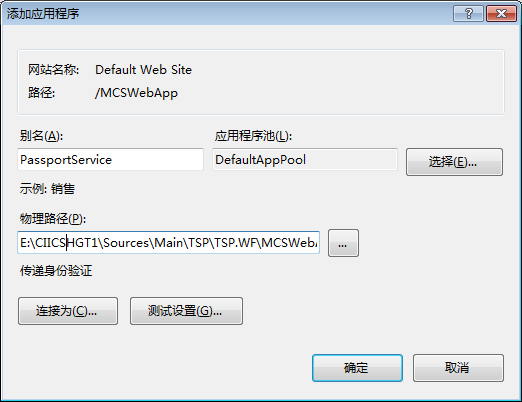 添加应用程序
网站名称: Default Web Site
路径: /MCSWebApp
别名(A): 应用程序池(L):
PassportService DefaultAppPool 选择(E)...
示例: 销售
物理路径(P):
E:\CIICSHGT1\Sources\Main\TSP\TSP.WF\MCSWebA ...
传递身份验证
连接为(C)... 测试设置(G)...
确定 取消